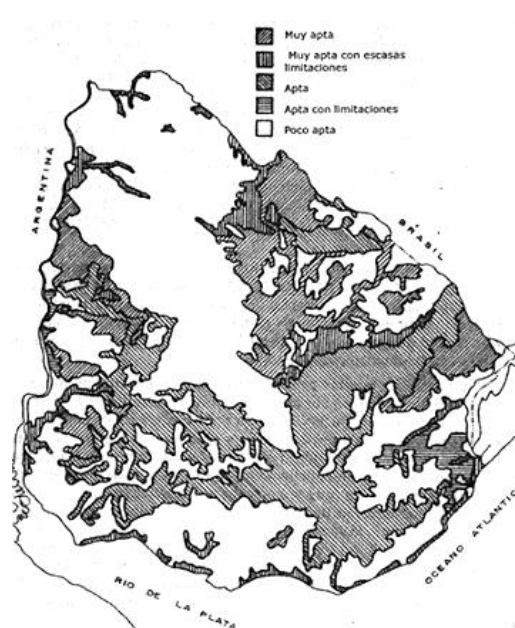 Muy apta
Muy apta con escasas
limitaciones
Apta
Apta con limitaciones
Poco apta
ARGENTINA
BRASIL
OCEANO ATLANTICO
RIO DE LA PLATA